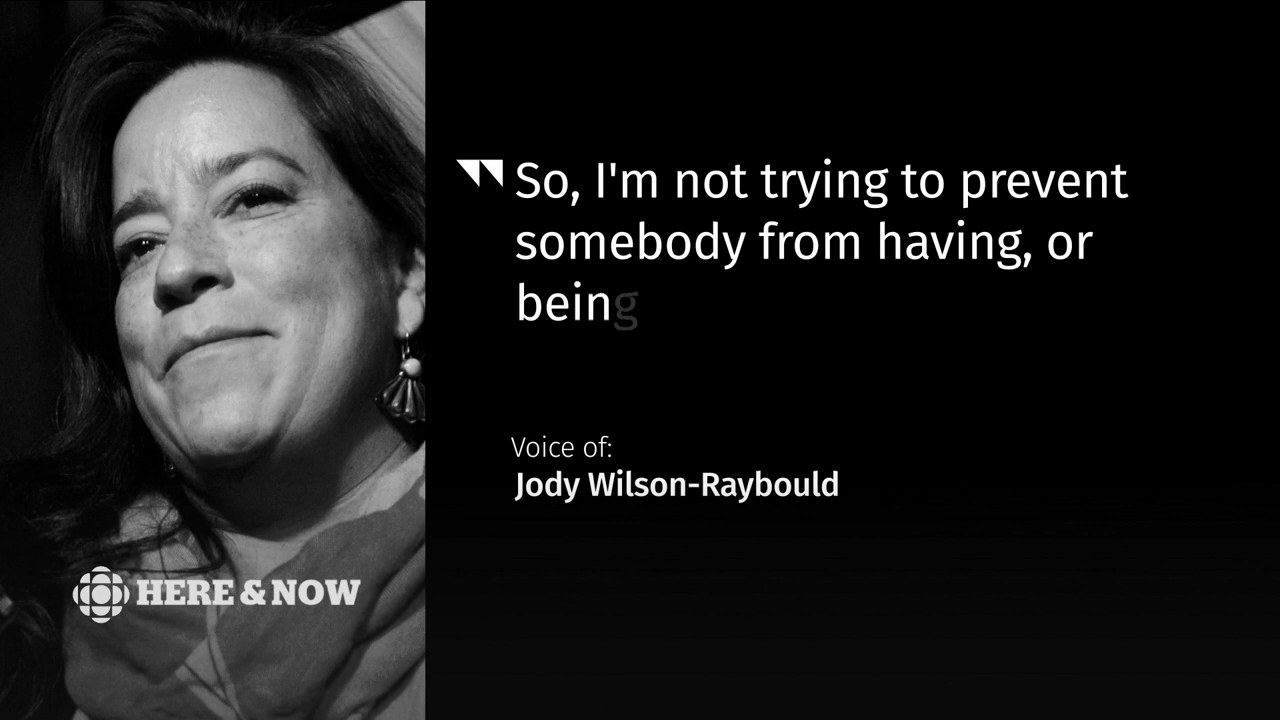 So, I'm not trying to prevent
somebody from having, or
being
Voice of:
Jody Wilson-Raybould
HERE & NOW